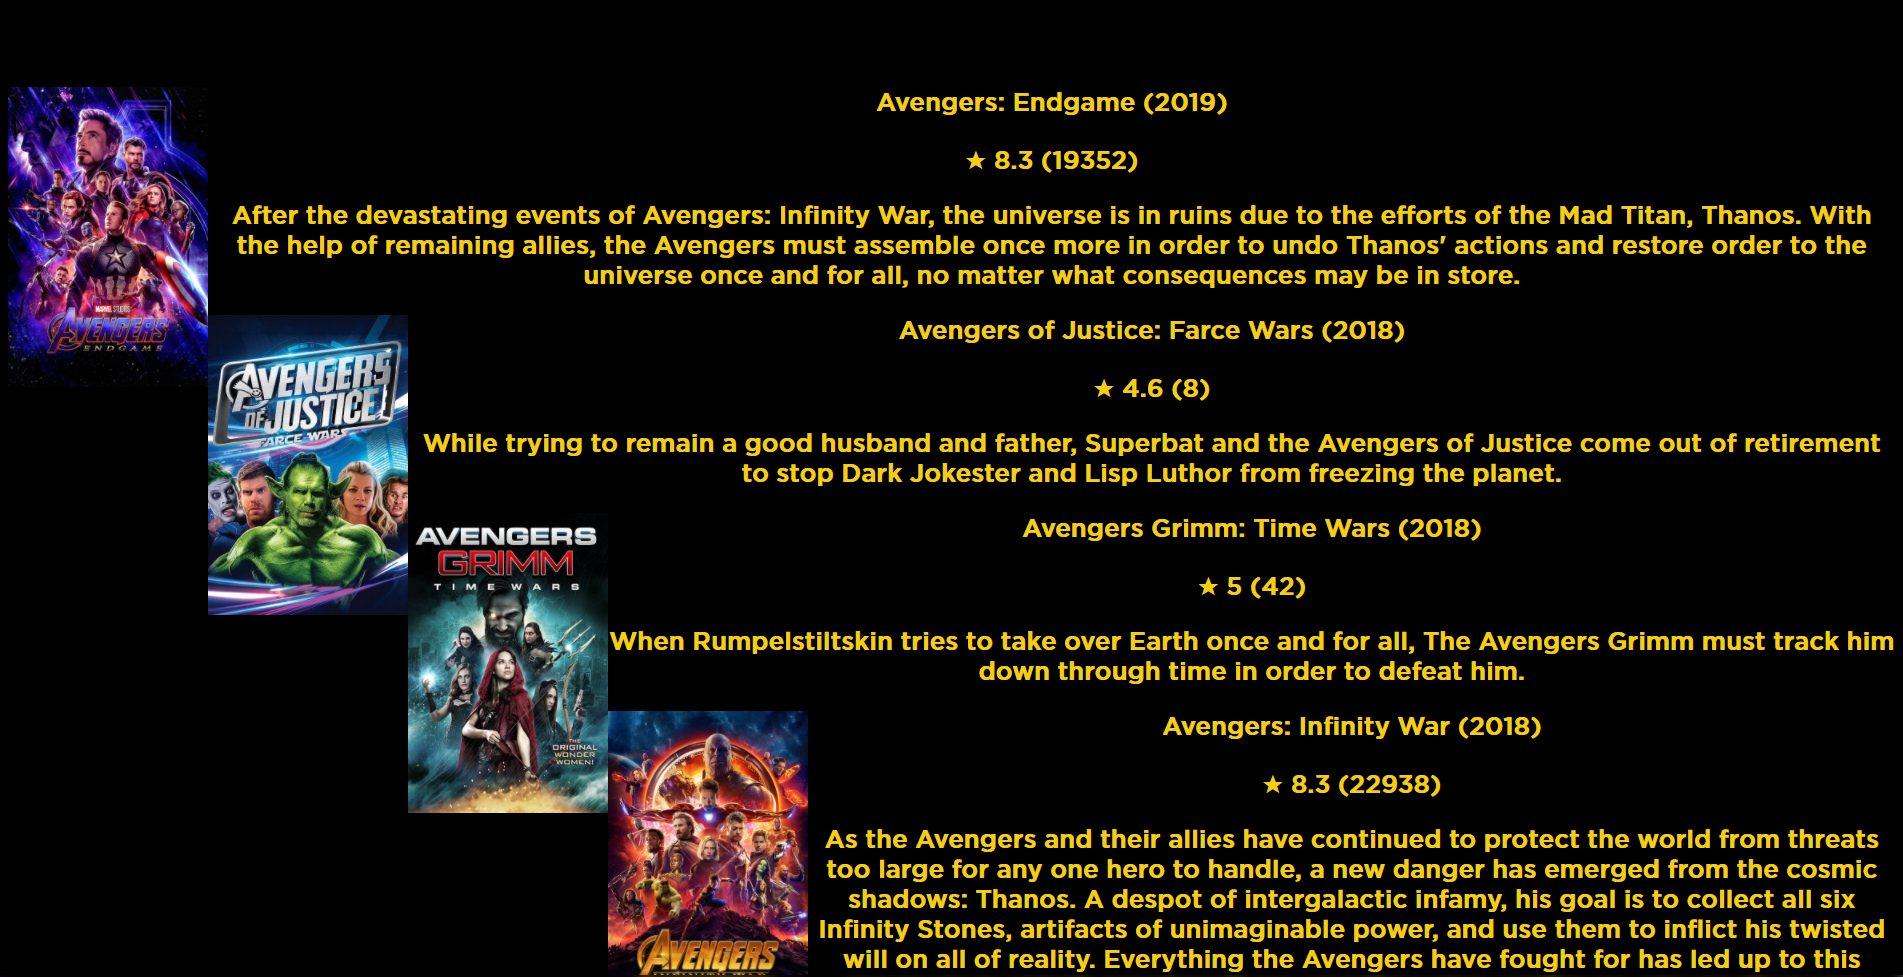 Avengers: Endgame (2019)
★ 8.3 (19352)
After the devastating events of Avengers: Infinity War, the universe is in ruins due to the efforts of the Mad Titan, Thanos. With
the help of remaining allies, the Avengers must assemble once more in order to undo Thanos' actions and restore order to the
universe once and for all, no matter what consequences may be in store.
MARVEL STUDIOS
AVENGERS
ENDGAME
Avengers of Justice: Farce Wars (2018)
★ 4.6 (8)
While trying to remain a good husband and father, Superbat and the Avengers of Justice come out of retirement
to stop Dark Jokester and Lisp Luthor from freezing the planet.
AVENGERS
OF JUSTICE
FARCE WARS
Avengers Grimm: Time Wars (2018)
★ 5 (42)
When Rumpelstiltskin tries to take over Earth once and for all, The Avengers Grimm must track him
down through time in order to defeat him.
AVENGERS
GRIMM
TIME WARS
THE
ORIGINAL
WONDER
WOMEN!
Avengers: Infinity War (2018)
★ 8.3 (22938)
As the Avengers and their allies have continued to protect the world from threats
too large for any one hero to handle, a new danger has emerged from the cosmic
shadows: Thanos. A despot of intergalactic infamy, his goal is to collect all six
Infinity Stones, artifacts of unimaginable power, and use them to inflict his twisted
will on all of reality. Everything the Avengers have fought for has led up to this
AVENGERS